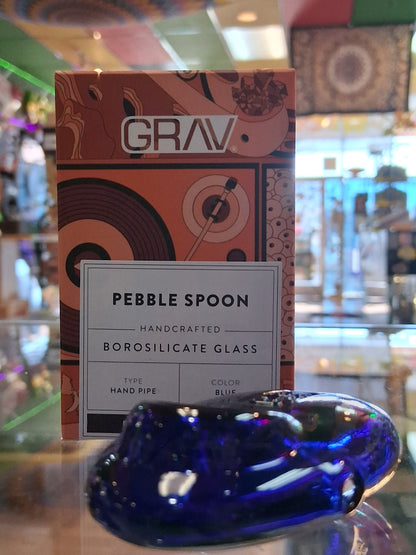 GRAV
PEBBLE SPOON
HANDCRAFTED
BOROSILICATE GLASS
TYPE
HAND PIPE
COLOR
BLUE